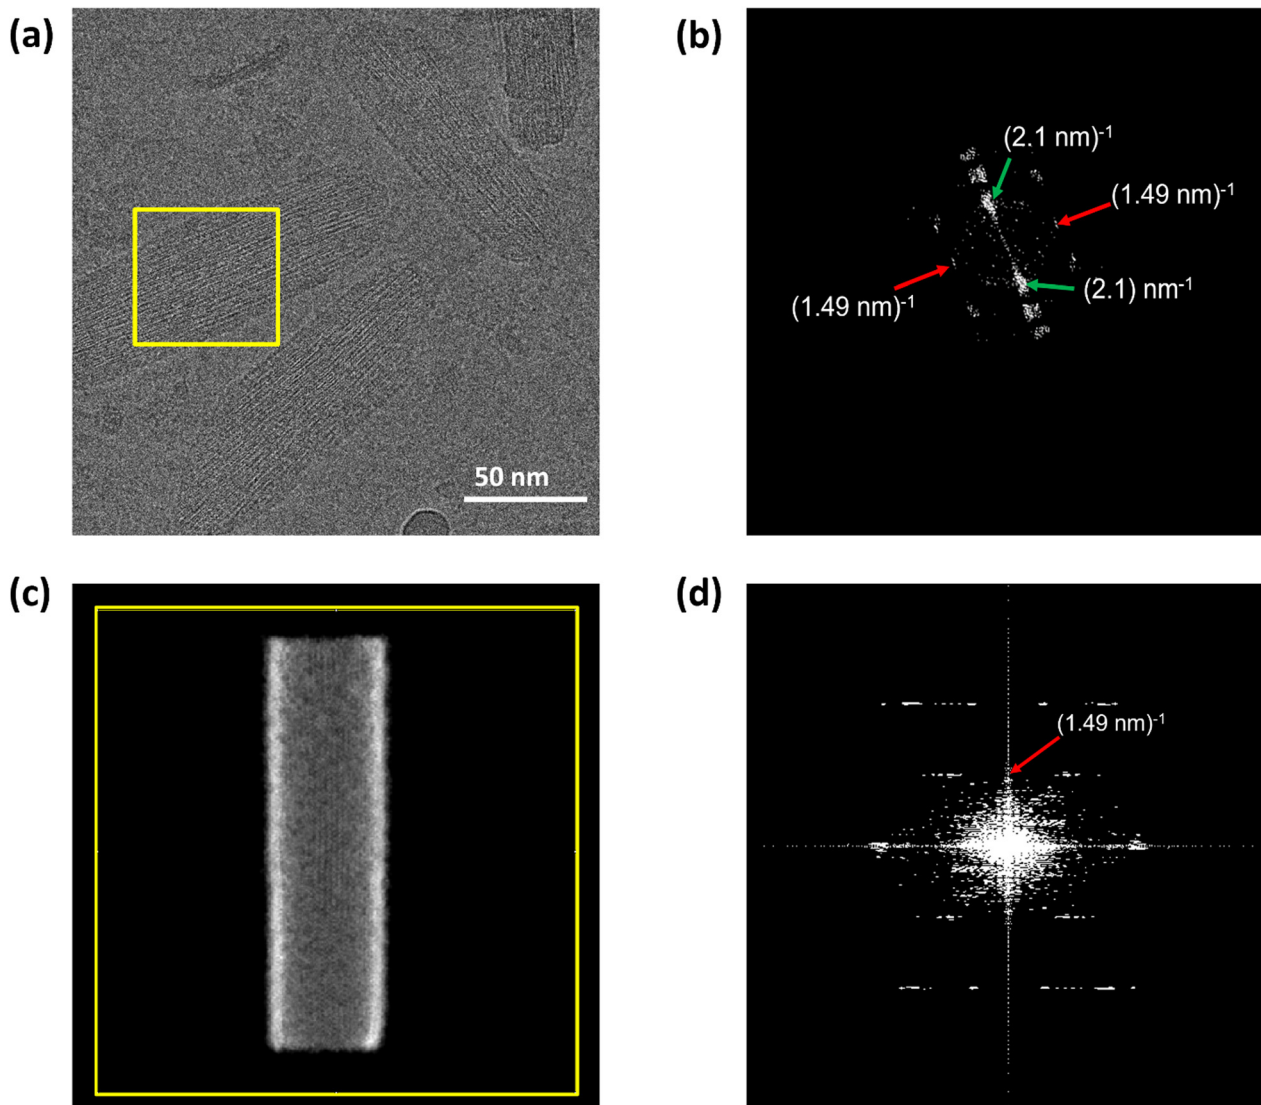 (a)
(b)
(2.1 nm)⁻¹
(1.49 nm)⁻¹
(1.49 nm)⁻¹
(2.1) nm⁻¹
50 nm
(c)
(d)
(1.49 nm)⁻¹